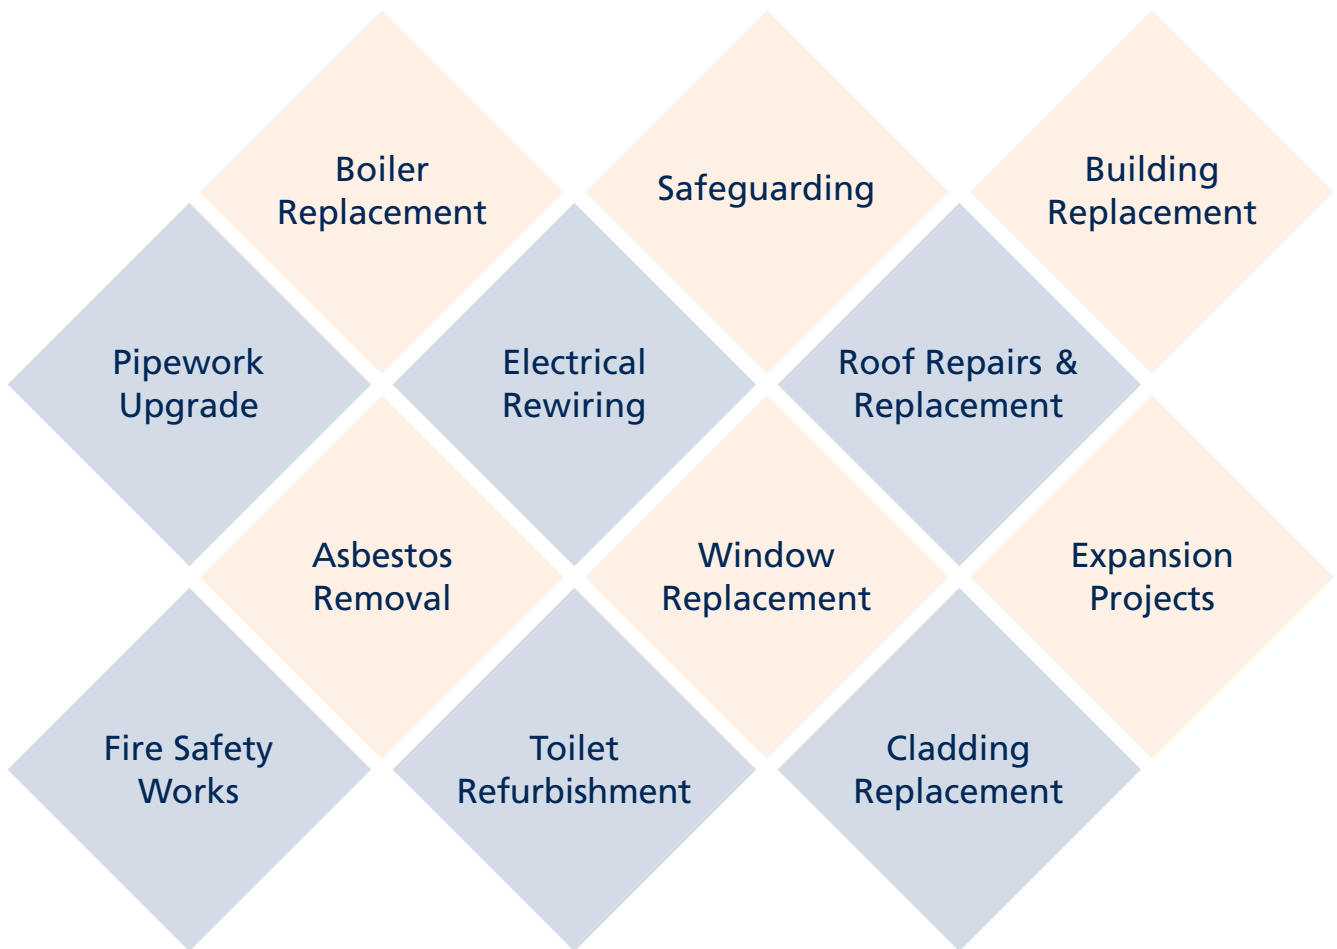 Boiler
Replacement
Safeguarding
Building
Replacement
Pipework
Upgrade
Electrical
Rewiring
Roof Repairs &
Replacement
Asbestos
Removal
Window
Replacement
Expansion
Projects
Fire Safety
Works
Toilet
Refurbishment
Cladding
Replacement